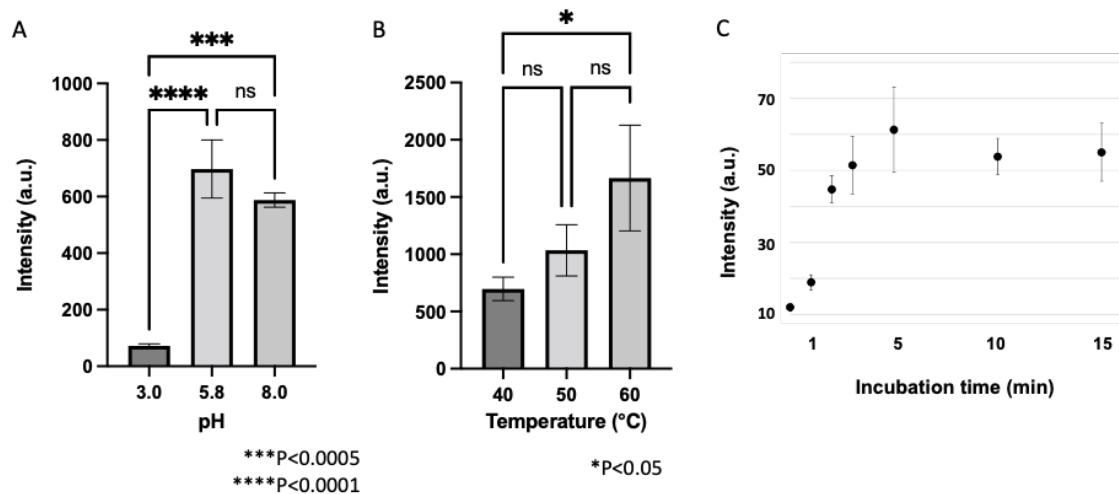 A
***
****
ns
1000
800
600
400
200
0
Intensity (a.u.)
3.0 5.8 8.0
pH
***P<0.0005
****P<0.0001
B
*
ns ns
2500
2000
1500
1000
500
0
Intensity (a.u.)
40 50 60
Temperature (°C)
*P<0.05
C
70
50
30
10
Intensity (a.u.)
1 5 10 15
Incubation time (min)